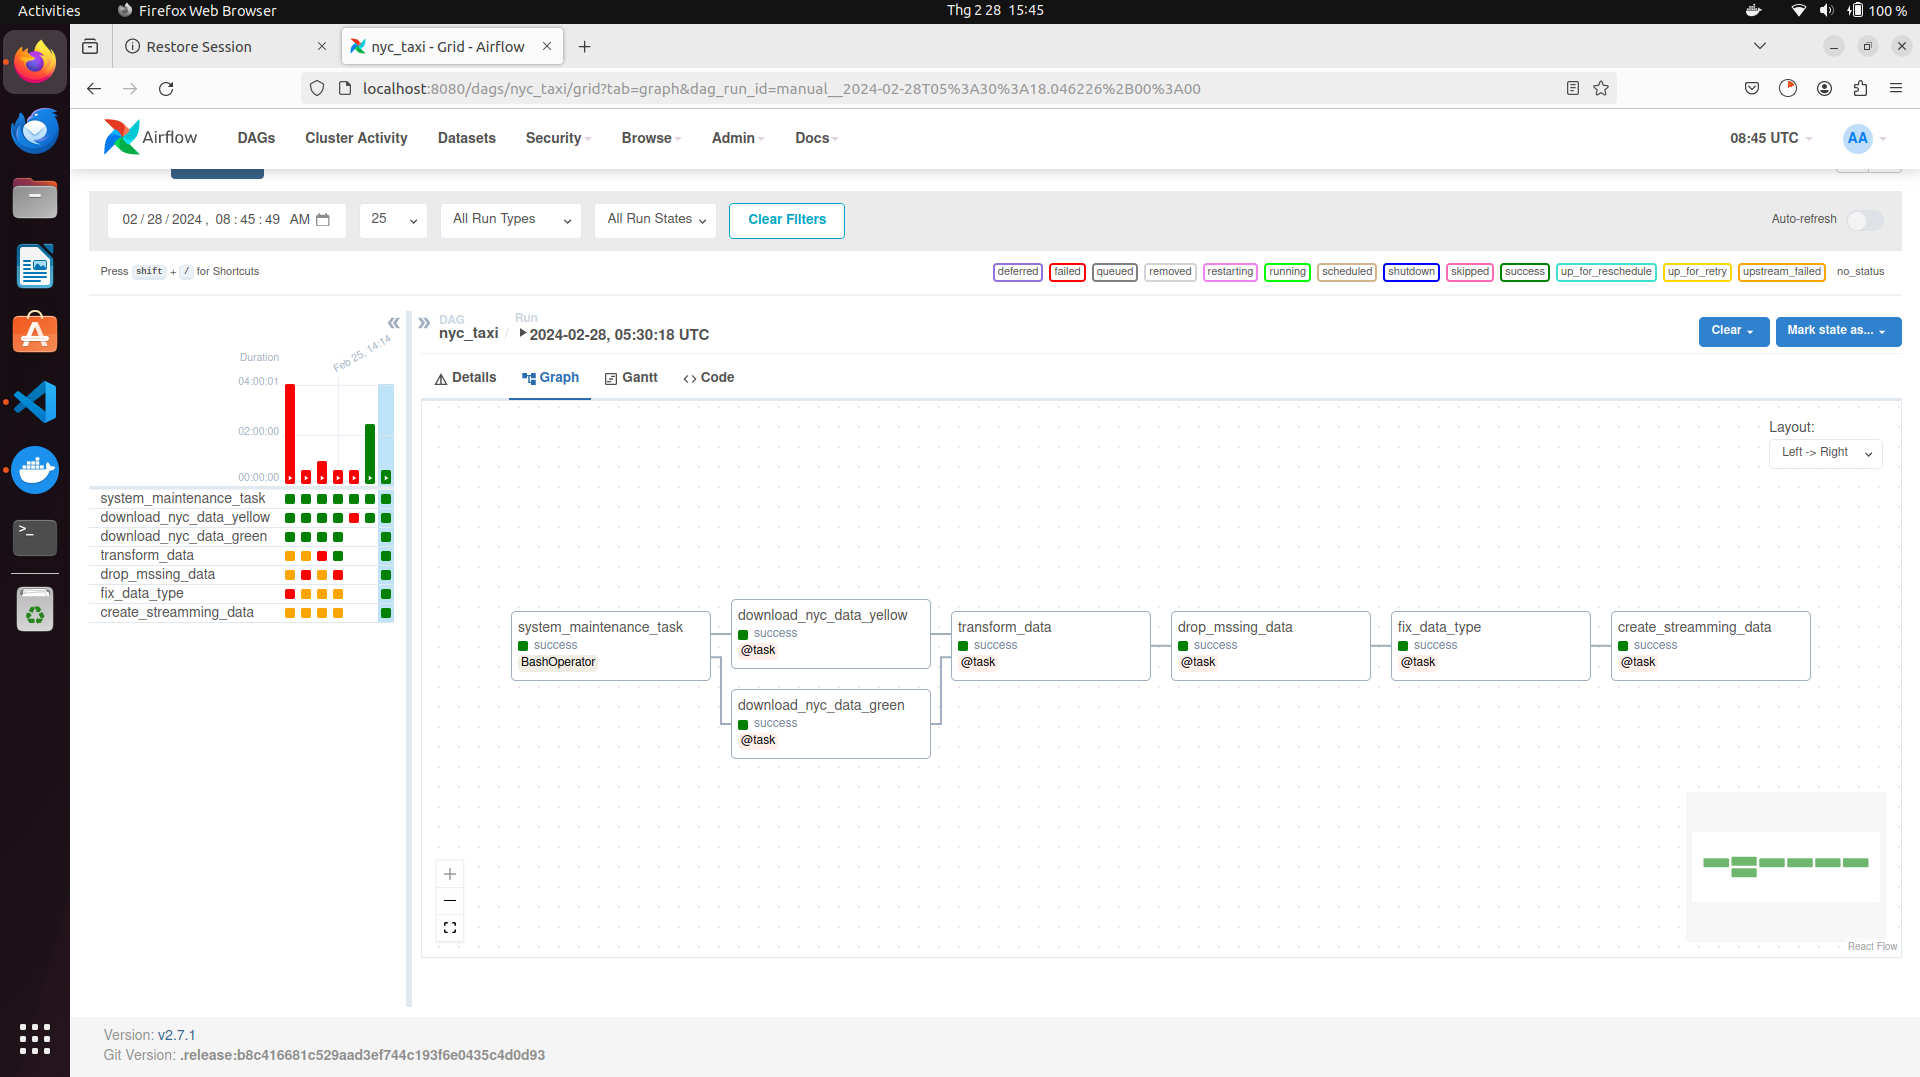 Activities
Firefox Web Browser
Thg 2 28 15:45
100 %
Restore Session
nyc_taxi - Grid - Airflow
localhost:8080/dags/nyc_taxi/grid?tab=graph&dag_run_id=manual__2024-02-28T05%3A30%3A18.046226%2B00%3A00
Airflow
DAGs
Cluster Activity
Datasets
Security
Browse
Admin
Docs
08:45 UTC
AA
02/28/2024, 08:45:49 AM
25
All Run Types
All Run States
Clear Filters
Auto-refresh
Press shift + / for Shortcuts
deferred
failed
queued
removed
restarting
running
scheduled
shutdown
skipped
success
up_for_reschedule
up_for_retry
upstream_failed
no_status
DAG
nyc_taxi /
Run
2024-02-28, 05:30:18 UTC
Clear
Mark state as...
Duration
Feb 25, 14:14
04:00:01
02:00:00
00:00:00
system_maintenance_task
download_nyc_data_yellow
download_nyc_data_green
transform_data
drop_mssing_data
fix_data_type
create_streamming_data
Details
Graph
Gantt
Code
Layout:
Left -> Right
system_maintenance_task
success
BashOperator
download_nyc_data_yellow
success
@task
download_nyc_data_green
success
@task
transform_data
success
@task
drop_mssing_data
success
@task
fix_data_type
success
@task
create_streamming_data
success
@task
React Flow
Version: v2.7.1
Git Version: .release:b8c416681c529aad3ef744c193f6e0435c4d0d93